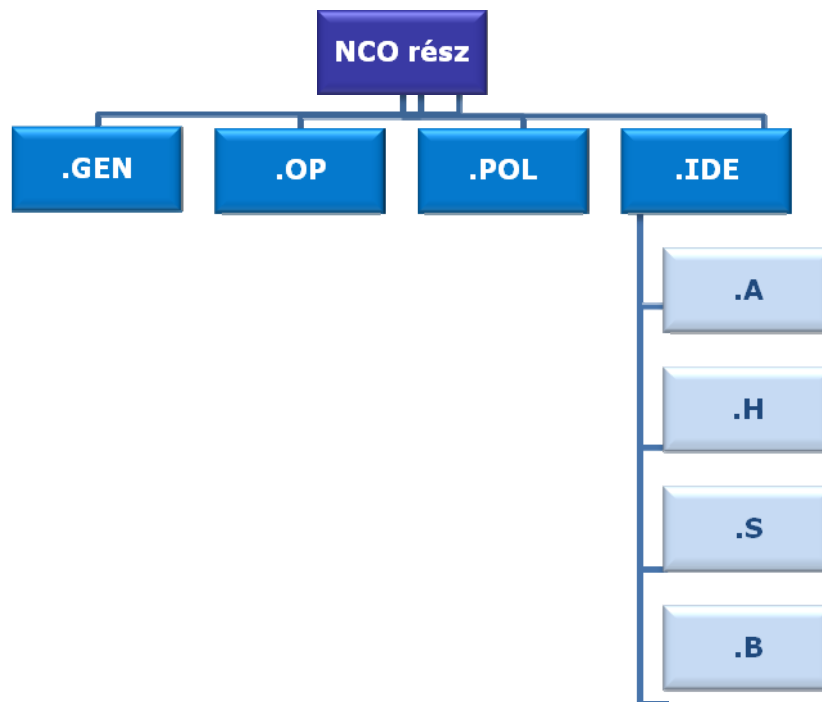 NCO rész
.GEN
.OP
.POL
.IDE
.A
.H
.S
.B